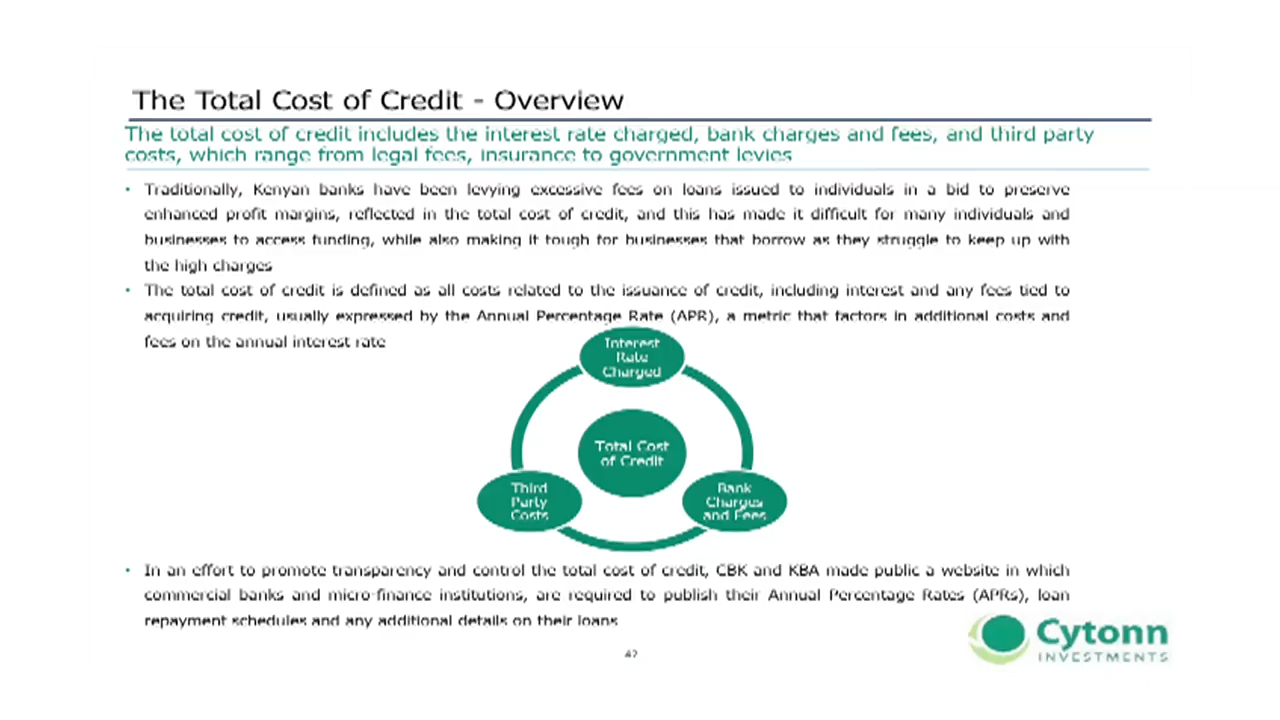 The Total Cost of Credit - Overview
The total cost of credit includes the interest rate charged, bank charges and fees, and third party
costs, which range from legal fees, insurance to government levies
• Traditionally, Kenyan banks have been levying excessive fees on loans issued to individuals in a bid to preserve
enhanced profit margins, reflected in the total cost of credit, and this has made it difficult for many individuals and
businesses to access funding, while also making it tough for businesses that borrow as they struggle to keep up with
the high charges
• The total cost of credit is defined as all costs related to the issuance of credit, including interest and any fees tied to
acquiring credit, usually expressed by the Annual Percentage Rate (APR), a metric that factors in additional costs and
fees on the annual interest rate
Interest
Rate
Charged
Total Cost
of Credit
Third
Party
Costs
Bank
Charges
and Fees
• In an effort to promote transparency and control the total cost of credit, CBK and KBA made public a website in which
commercial banks and micro-finance institutions, are required to publish their Annual Percentage Rates (APRs), loan
repayment schedules and any additional details on their loans
42
Cytonn
INVESTMENTS